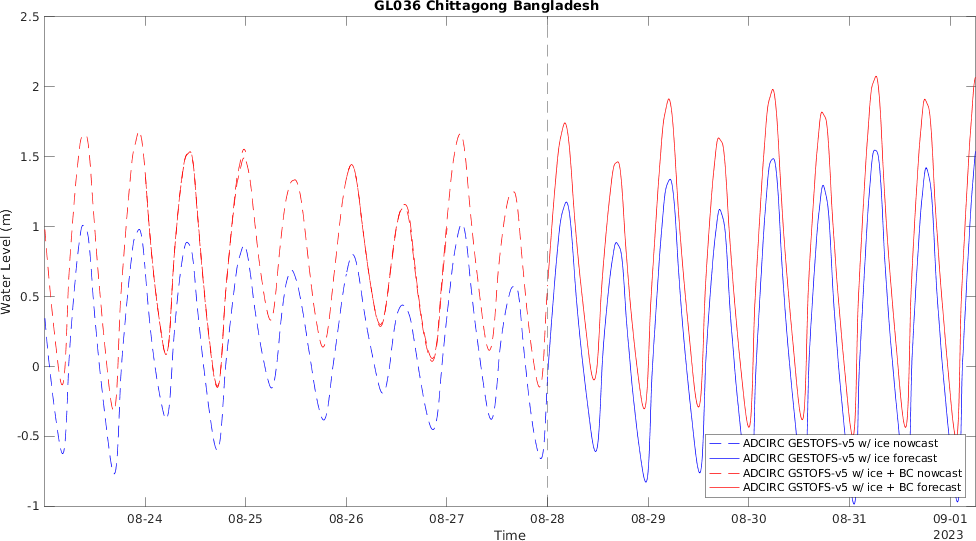 GL036 Chittagong Bangladesh
Water Level (m)
2.5
2
1.5
1
0.5
0
-0.5
-1
ADCIRC GESTOFS-v5 w/ ice nowcast
ADCIRC GESTOFS-v5 w/ ice forecast
ADCIRC GSTOFS-v5 w/ ice + BC nowcast
ADCIRC GSTOFS-v5 w/ ice + BC forecast
08-24 08-25 08-26 08-27 08-28 08-29 08-30 08-31 09-01
2023
Time